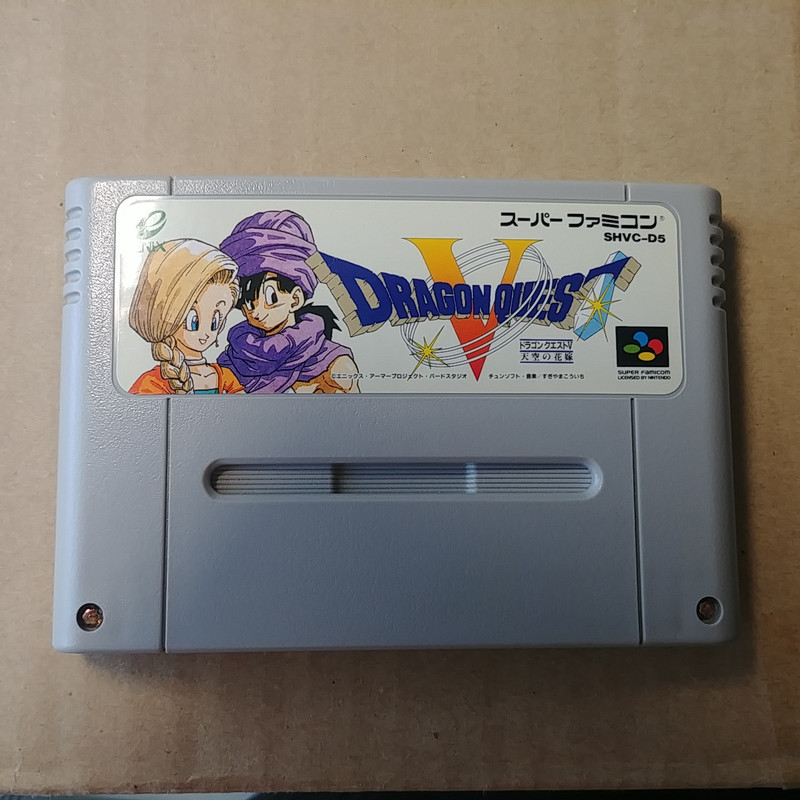 ENIX
スーパーファミコン®
SHVC-D5
DRAGON QUEST
V
ドラゴンクエストV
天空の花嫁
©エニックス・アーマープロジェクト・バードスタジオ
チュンソフト・音楽/すぎやまこういち
SUPER FAMICOM
LICENSED BY NINTENDO